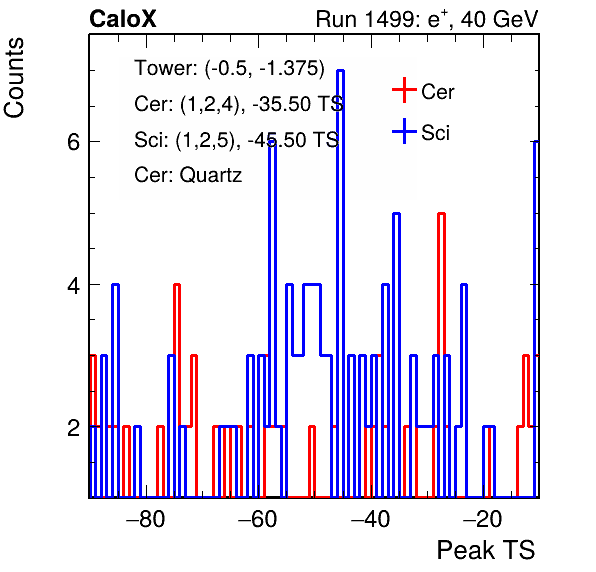 CaloX Run 1499: e+, 40 GeV
Counts
Tower: (-0.5, -1.375)
Cer: (1,2,4), -35.50 TS
Sci: (1,2,5), -45.50 TS
Cer: Quartz
Cer
Sci
6
4
2
−80 −60 −40 −20
Peak TS